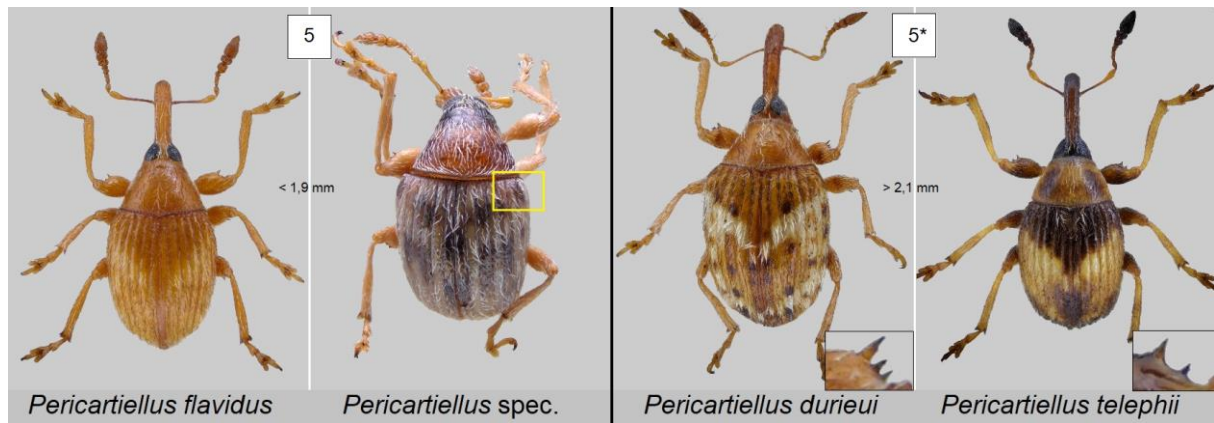 5
5*
< 1,9 mm
> 2,1 mm
Pericartiellus flavidus
Pericartiellus spec.
Pericartiellus durieui
Pericartiellus telephii